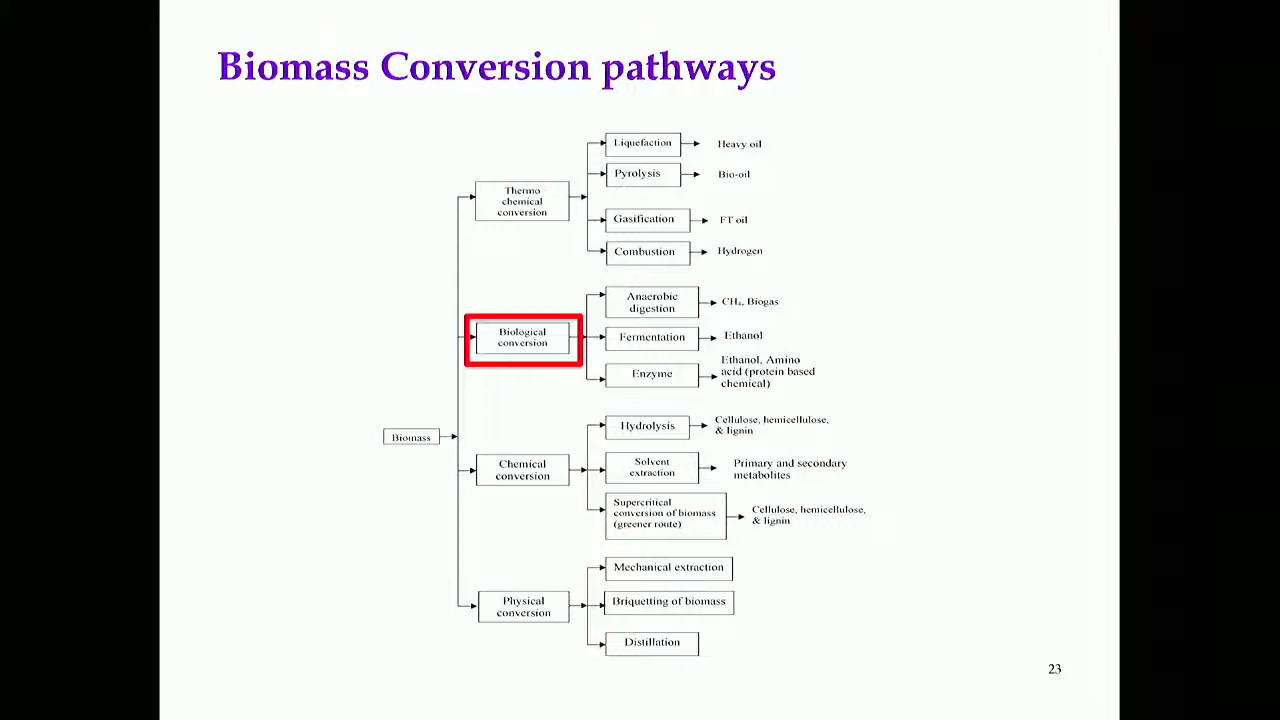 Biomass Conversion pathways
Liquefaction
Heavy oil
Pyrolysis
Bio-oil
Thermo
chemical
conversion
Gasification
FT oil
Combustion
Hydrogen
Anaerobic
digestion
CH₄, Biogas
Biological
conversion
Fermentation
Ethanol
Enzyme
Ethanol, Amino
acid (protein based
chemical)
Biomass
Hydrolysis
Cellulose, hemicellulose,
& lignin
Chemical
conversion
Solvent
extraction
Primary and secondary
metabolites
Supercritical
conversion of biomass
(greener route)
Cellulose, hemicellulose,
& lignin
Mechanical extraction
Physical
conversion
Briquetting of biomass
Distillation
23